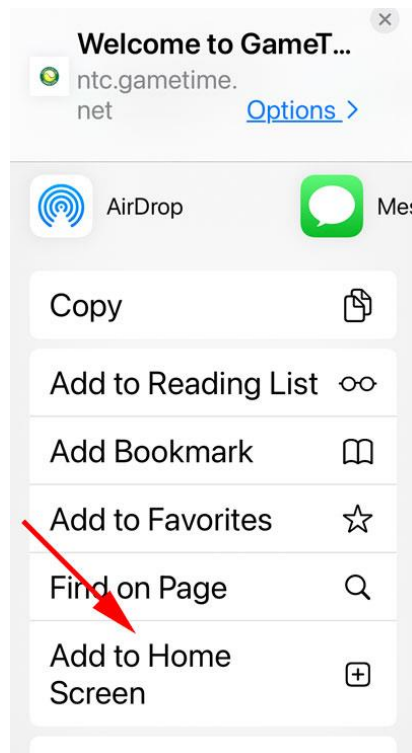 Welcome to GameT...
ntc.gametime.
net
Options >
AirDrop
Mes
Copy
Add to Reading List
Add Bookmark
Add to Favorites
Find on Page
Add to Home
Screen